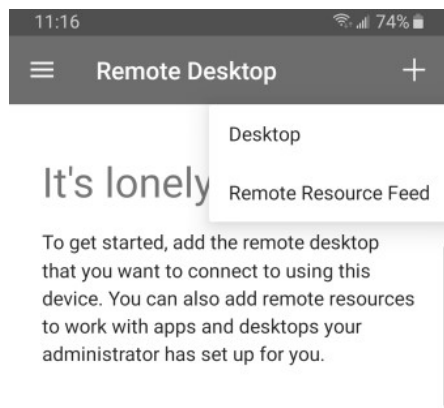 11:16 74%
Remote Desktop
Desktop
It's lonely
Remote Resource Feed
To get started, add the remote desktop
that you want to connect to using this
device. You can also add remote resources
to work with apps and desktops your
administrator has set up for you.